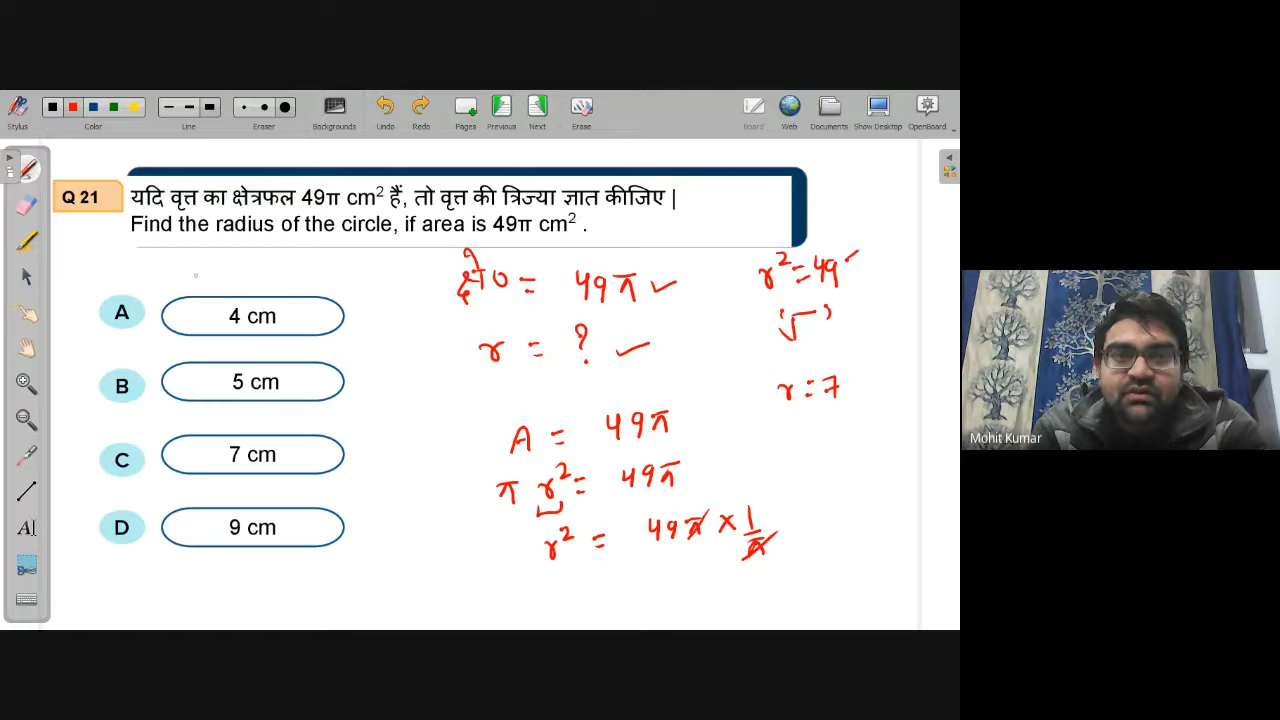 Stylus
Color
Line
Eraser
Backgrounds
Undo
Redo
Pages
Previous
Next
Erase
Board
Web
Documents
Show Desktop
OpenBoard
Q 21
यदि वृत्त का क्षेत्रफल 49π cm² हैं, तो वृत्त की त्रिज्या ज्ञात कीजिए |
Find the radius of the circle, if area is 49π cm² .
A 4 cm
B 5 cm
C 7 cm
D 9 cm
क्षे० = 49π ✓
r = ? ✓
A = 49π
π r² = 49π
r² = 49π × 1/π
r² = 49 ✓
'√ '
r = 7
Mohit Kumar